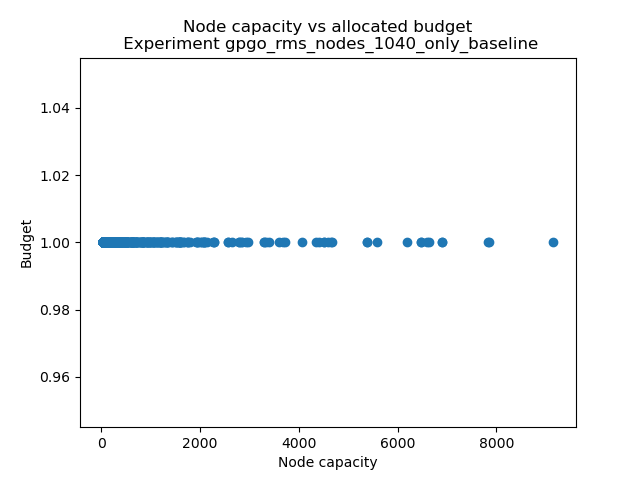 Node capacity vs allocated budget
Experiment gpgo_rms_nodes_1040_only_baseline
1.04
1.02
1.00
0.98
0.96
Budget
0
2000
4000
6000
8000
Node capacity